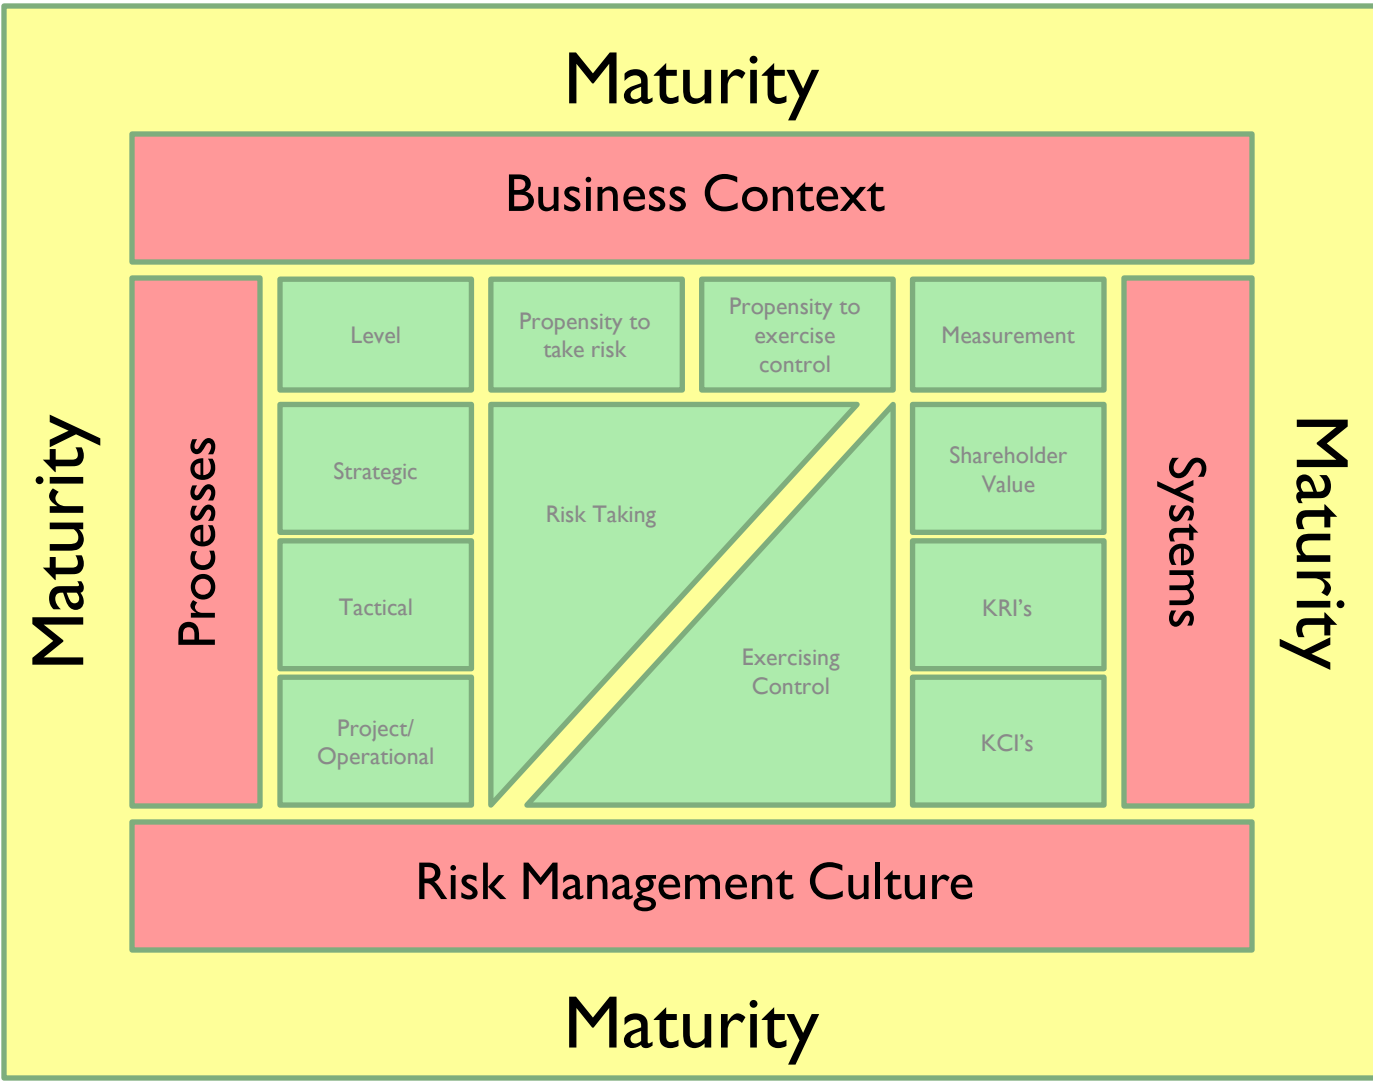 Maturity
Business Context
Maturity
Processes
Level
Propensity to
take risk
Propensity to
exercise
control
Measurement
Strategic
Risk Taking
Shareholder
Value
Tactical
KRI's
Project/
Operational
Exercising
Control
KCI's
Systems
Maturity
Risk Management Culture
Maturity